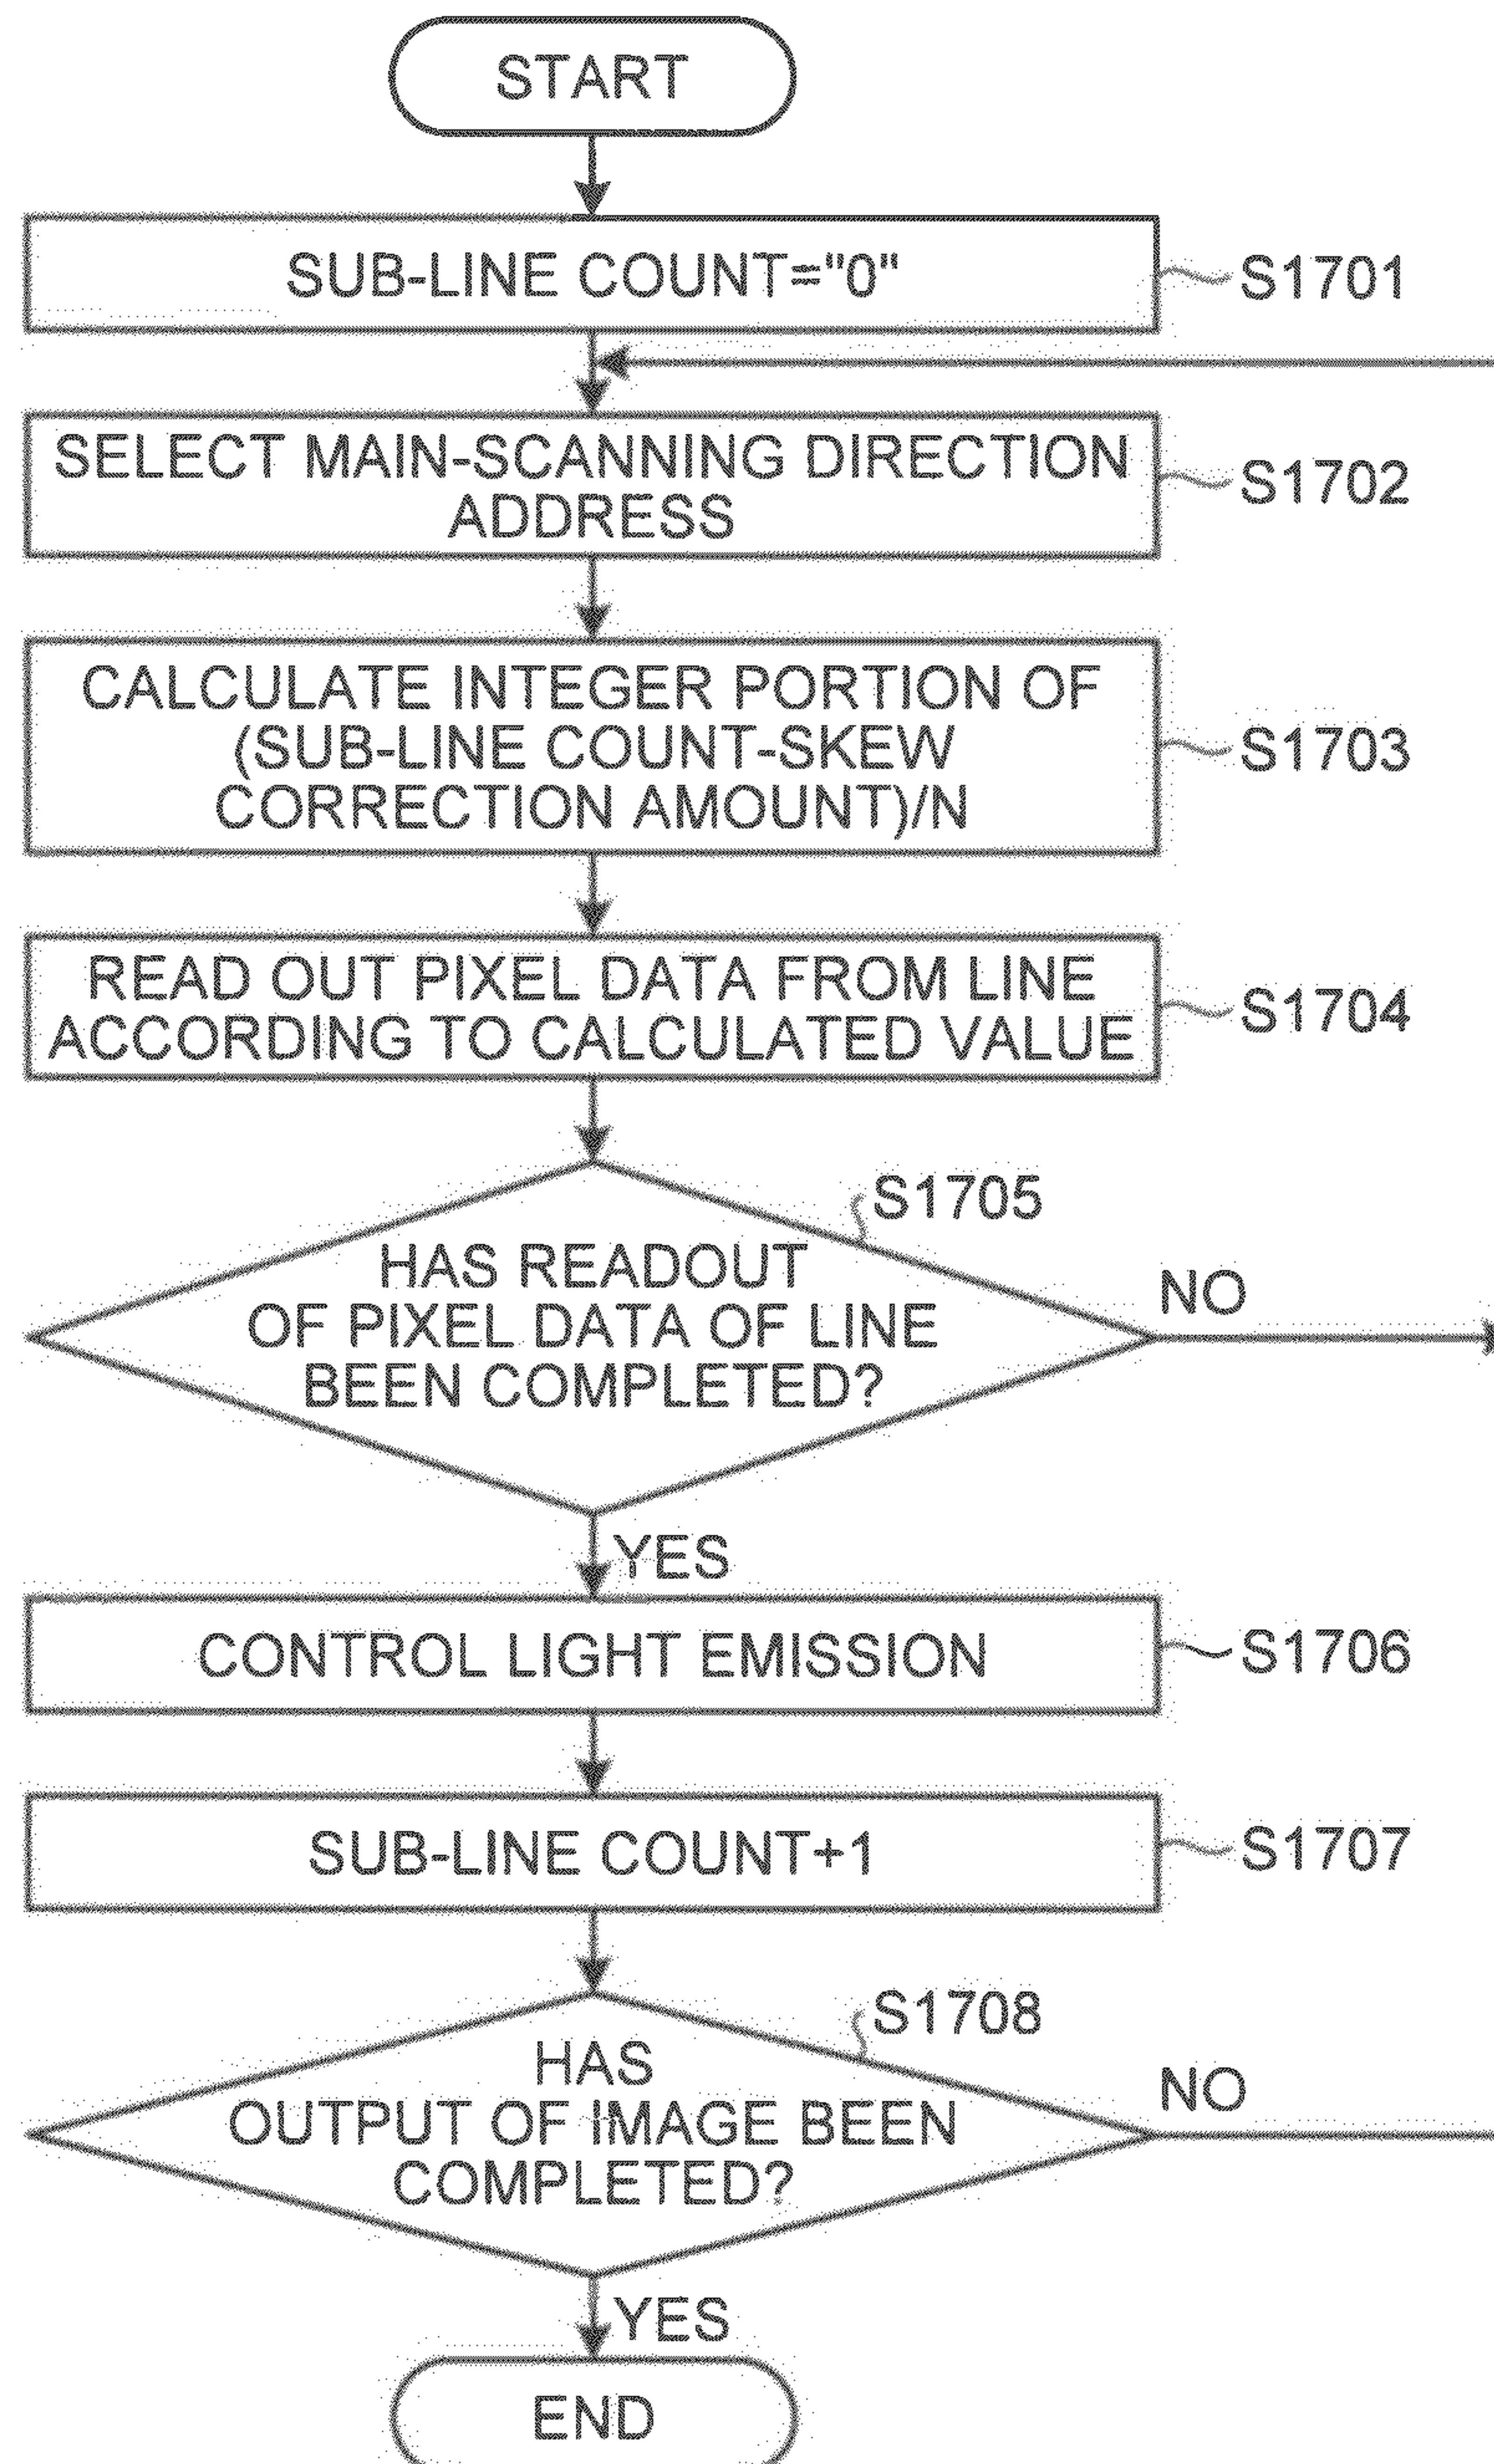 START
SUB-LINE COUNT="0"
S1701
SELECT MAIN-SCANNING DIRECTION
ADDRESS
S1702
CALCULATE INTEGER PORTION OF
(SUB-LINE COUNT-SKEW
CORRECTION AMOUNT)/N
S1703
READ OUT PIXEL DATA FROM LINE
ACCORDING TO CALCULATED VALUE
S1704
S1705
HAS READOUT
OF PIXEL DATA OF LINE
BEEN COMPLETED?
NO
YES
CONTROL LIGHT EMISSION
S1706
SUB-LINE COUNT+1
S1707
S1708
HAS
OUTPUT OF IMAGE BEEN
COMPLETED?
NO
YES
END